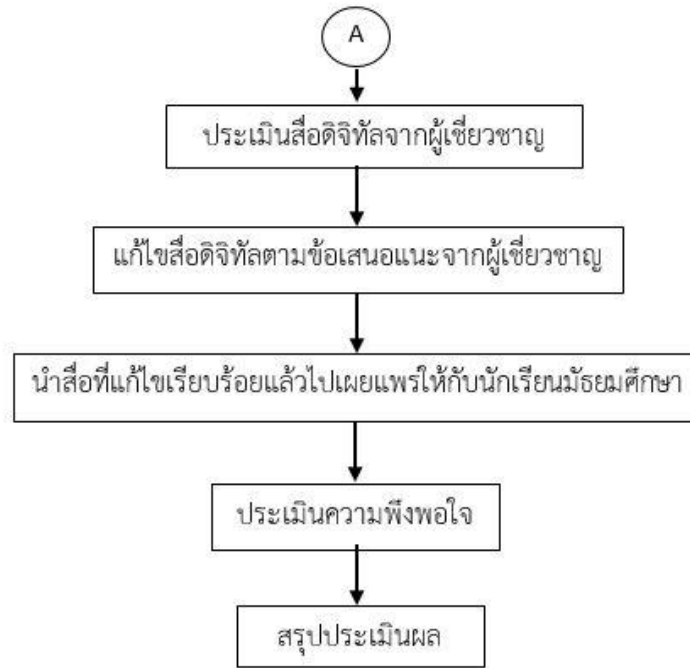 A
ประเมินสื่อดิจิทัลจากผู้เชี่ยวชาญ
แก้ไขสื่อดิจิทัลตามข้อเสนอแนะจากผู้เชี่ยวชาญ
นำสื่อที่แก้ไขเรียบร้อยแล้วไปเผยแพร่ให้กับนักเรียนมัธยมศึกษา
ประเมินความพึงพอใจ
สรุปประเมินผล